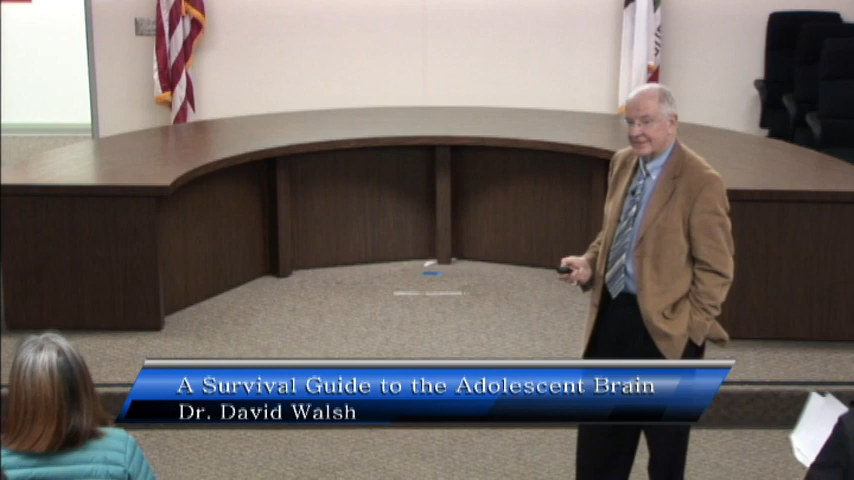 A Survival Guide to the Adolescent Brain
Dr. David Walsh